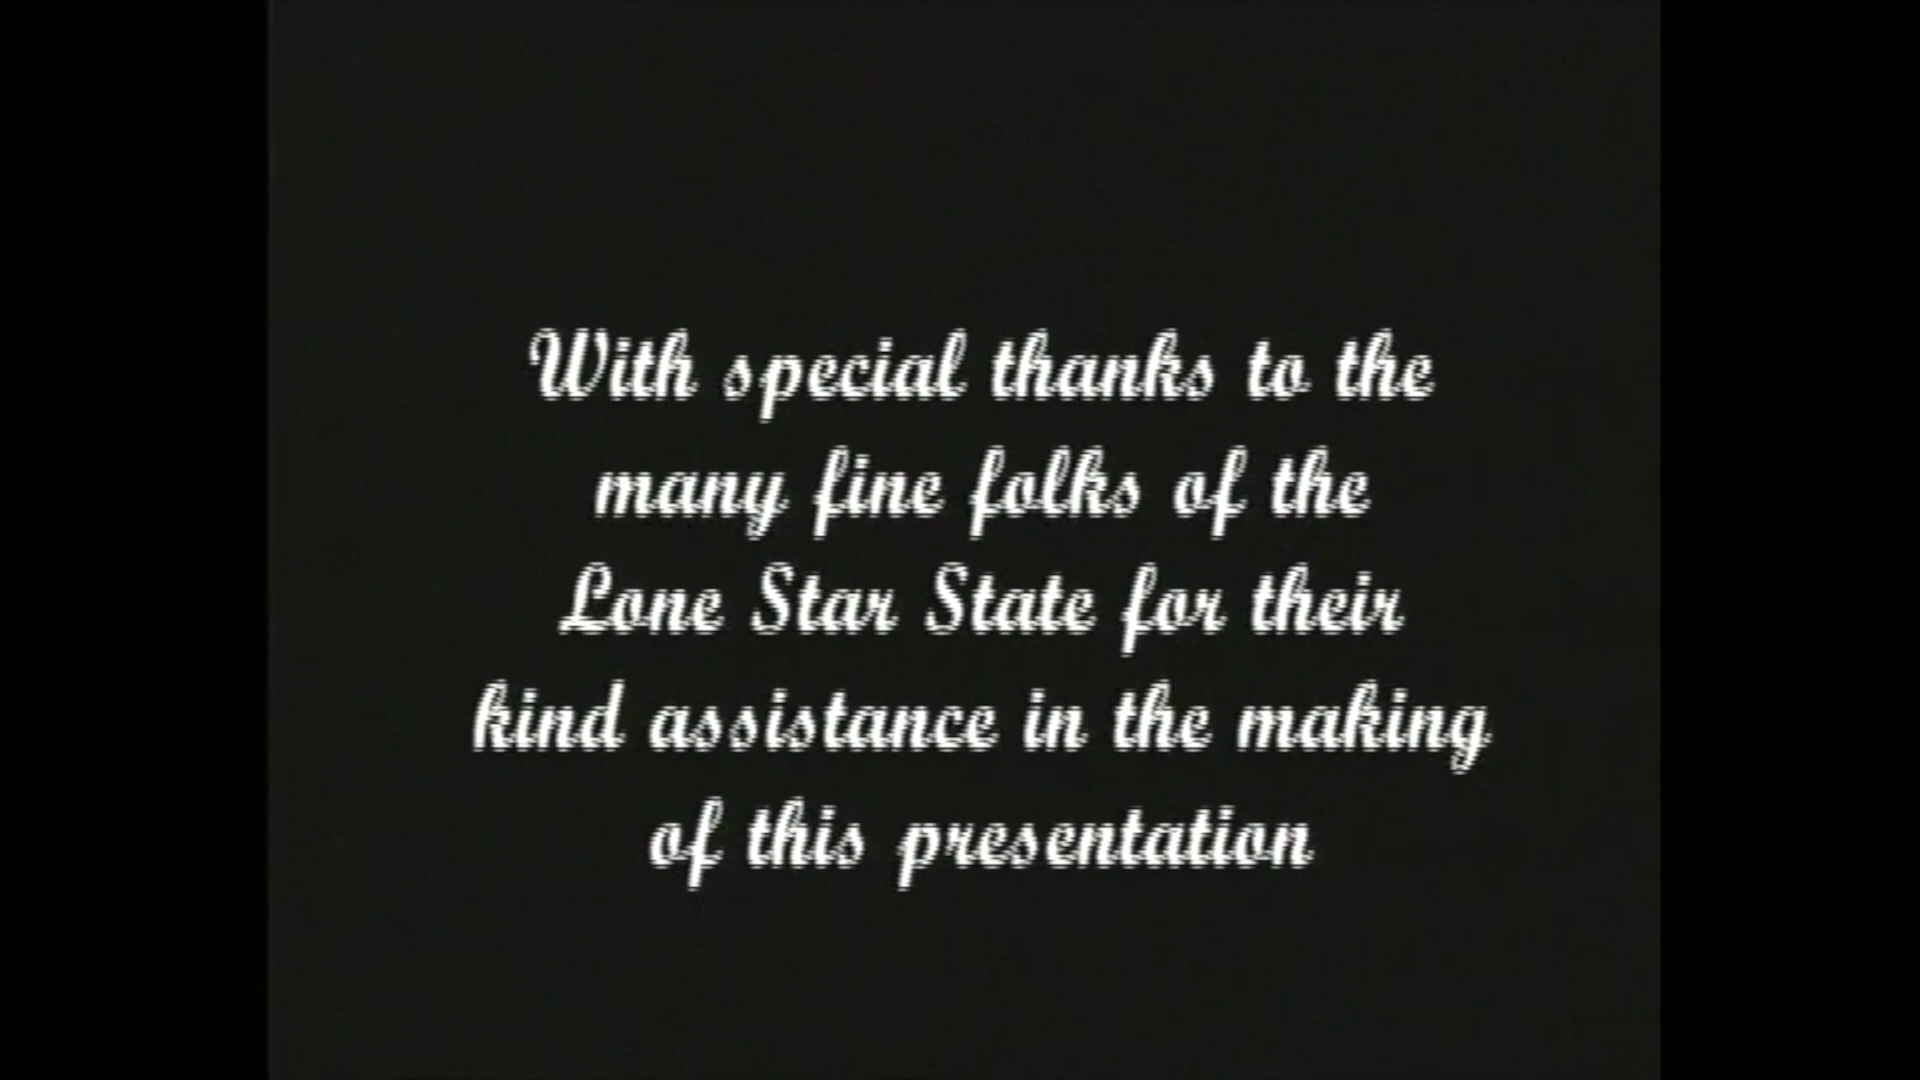 With special thanks to the
many fine folks of the
Lone Star State for their
kind assistance in the making
of this presentation